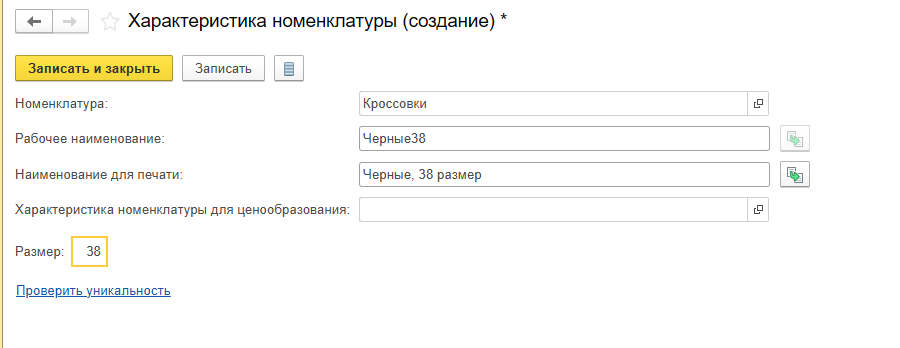 Характеристика номенклатуры (создание) *
Записать и закрыть Записать
Номенклатура: Кроссовки
Рабочее наименование: Черные38
Наименование для печати: Черные, 38 размер
Характеристика номенклатуры для ценообразования:
Размер: 38
Проверить уникальность